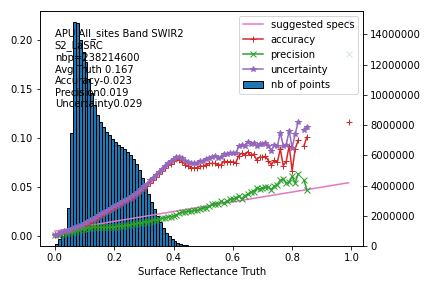 APU All_sites Band SWIR2
S2_LaSRC
nbp=238214600
Avg Truth 0.167
Accuracy-0.023
Precision0.019
Uncertainty0.029
suggested specs
accuracy
precision
uncertainty
nb of points
0.20
0.15
0.10
0.05
0.00
14000000
12000000
10000000
8000000
6000000
4000000
2000000
0
0.0 0.2 0.4 0.6 0.8 1.0
Surface Reflectance Truth